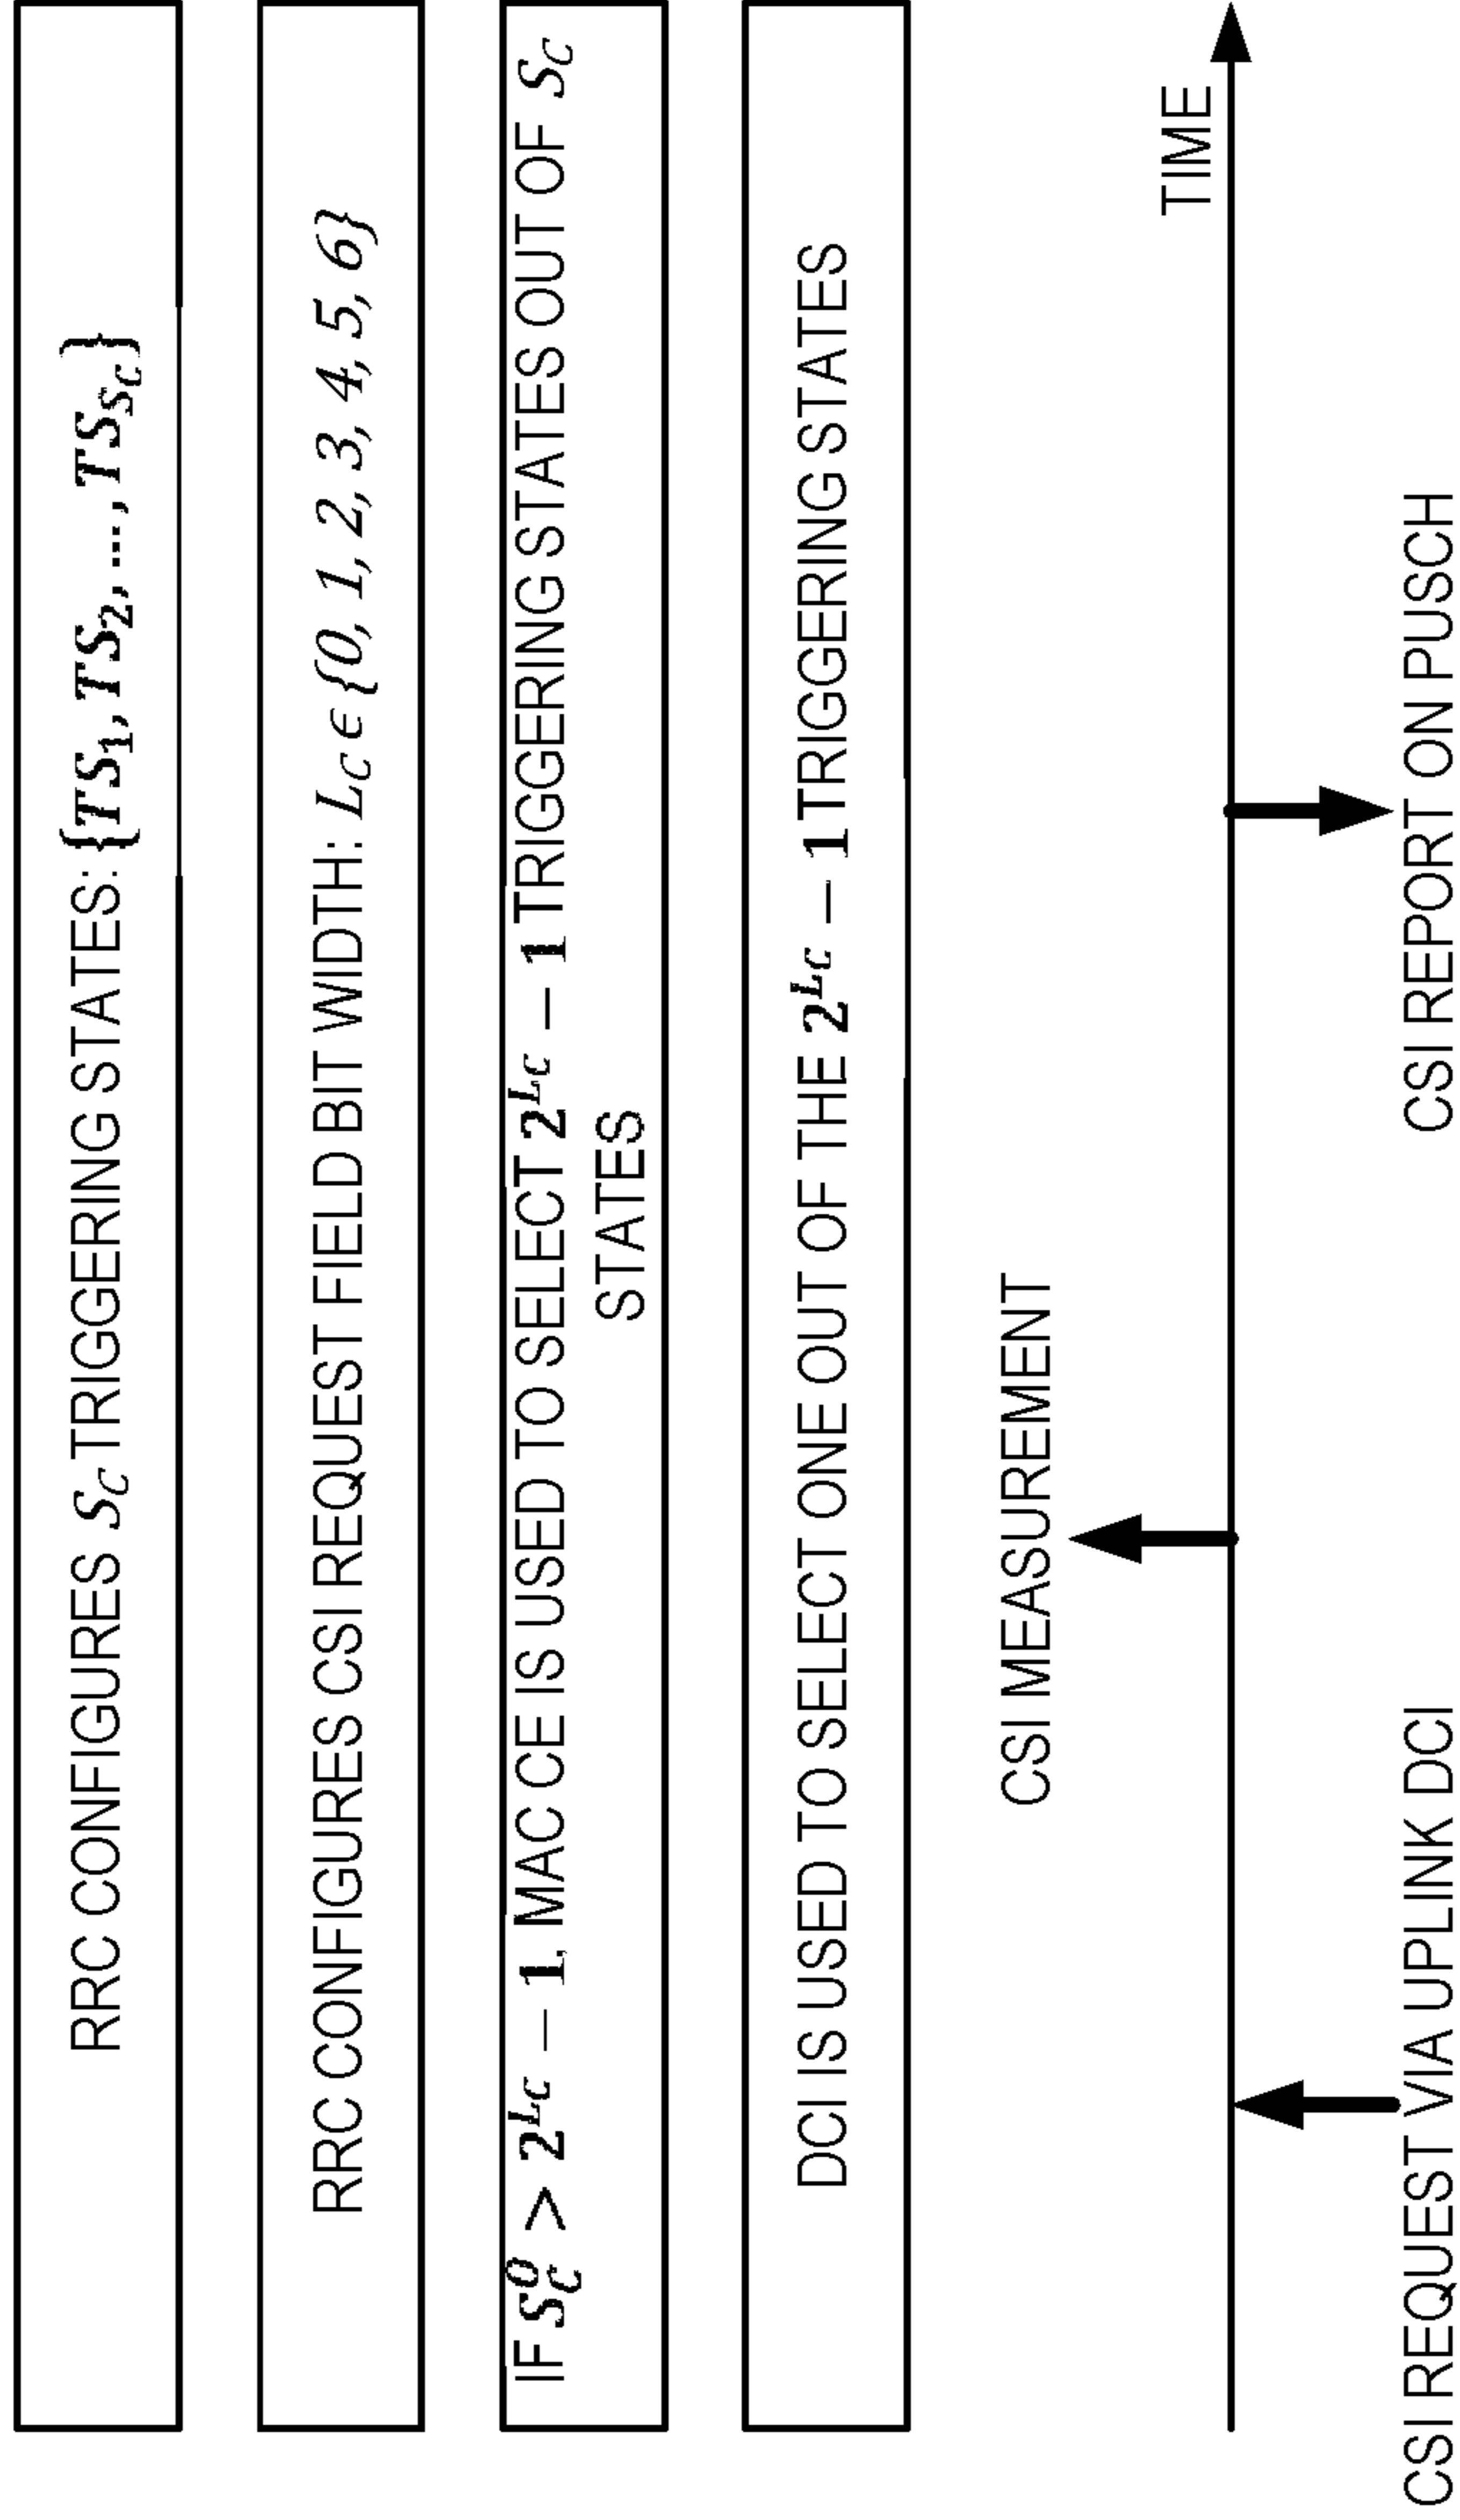 RRC CONFIGURES S_C TRIGGERING STATES: {TS_1, TS_2, ..., TS_{S_C}}
RRC CONFIGURES CSI REQUEST FIELD BIT WIDTH: L_C ϵ {0, 1, 2, 3, 4, 5, 6}
IF S_C^0 > 2^{L_C} − 1, MAC CE IS USED TO SELECT 2^{L_C} − 1 TRIGGERING STATES OUT OF S_C
STATES
DCI IS USED TO SELECT ONE OUT OF THE 2^{L_C} − 1 TRIGGERING STATES
CSI MEASUREMENT
TIME
CSI REQUEST VIA UPLINK DCI
CSI REPORT ON PUSCH